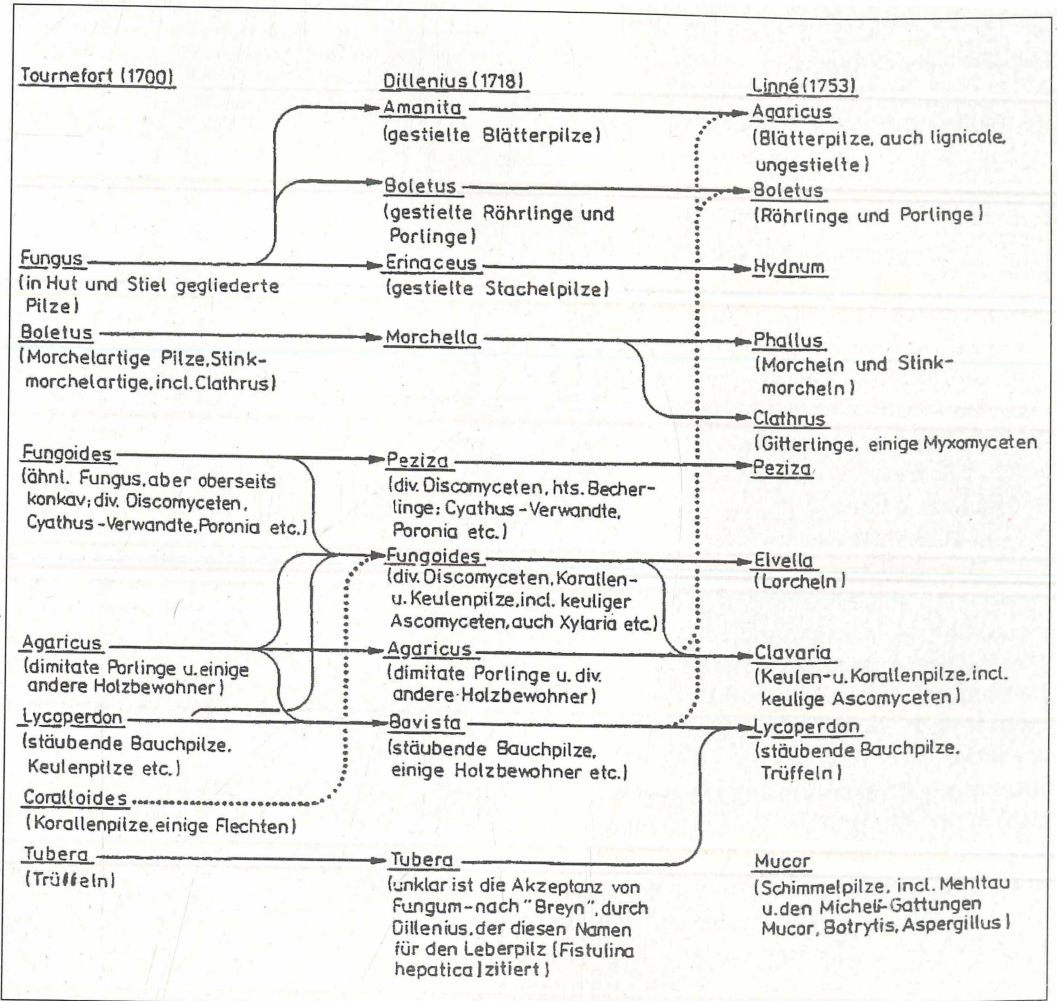 Tournefort (1700)
Fungus
(in Hut und Stiel gegliederte
Pilze)
Boletus
(Morchelartige Pilze, Stink-
morchelartige, incl. Clathrus)
Fungoides
(ähnl. Fungus, aber oberseits
konkav; div. Discomyceten,
Cyathus-Verwandte, Poronia etc.)
Agaricus
(dimitate Porlinge u. einige
andere Holzbewohner)
Lycoperdon
(stäubende Bauchpilze,
Keulenpilze etc.)
Coralloides
(Korallenpilze, einige Flechten)
Tubera
(Trüffeln)
Dillenius (1718)
Amanita
(gestielte Blätterpilze)
Boletus
(gestielte Röhrlinge und
Porlinge)
Erinaceus
(gestielte Stachelpilze)
Morchella
Peziza
(div. Discomyceten, hts. Becher-
linge; Cyathus-Verwandte,
Poronia etc.)
Fungoides
(div. Discomyceten, Korallen-
u. Keulenpilze, incl. keuliger
Ascomyceten, auch Xylaria etc.)
Agaricus
(dimitate Porlinge u. div.
andere Holzbewohner)
Bovista
(stäubende Bauchpilze,
einige Holzbewohner etc.)
Tubera
(unklar ist die Akzeptanz von
Fungum-nach "Breyn", durch
Dillenius, der diesen Namen
für den Leberpilz (Fistulina
hepatica) zitiert)
Linné (1753)
Agaricus
(Blätterpilze, auch lignicole,
ungestielte)
Boletus
(Röhrlinge und Porlinge)
Hydnum
Phallus
(Morcheln und Stink-
morcheln)
Clathrus
(Gitterlinge, einige Myxomyceten
Peziza
Elvella
(Lorcheln)
Clavaria
(Keulen- u. Korallenpilze, incl.
keulige Ascomyceten)
Lycoperdon
(stäubende Bauchpilze,
Trüffeln)
Mucor
(Schimmelpilze, incl. Mehltau
u. den Micheli-Gattungen
Mucor, Botrytis, Aspergillus)